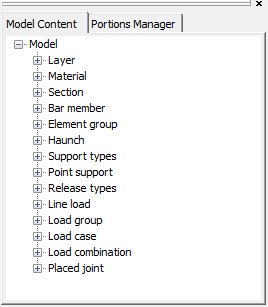 Model Content Portions Manager
Model
Layer
Material
Section
Bar member
Element group
Haunch
Support types
Point support
Release types
Line load
Load group
Load case
Load combination
Placed joint